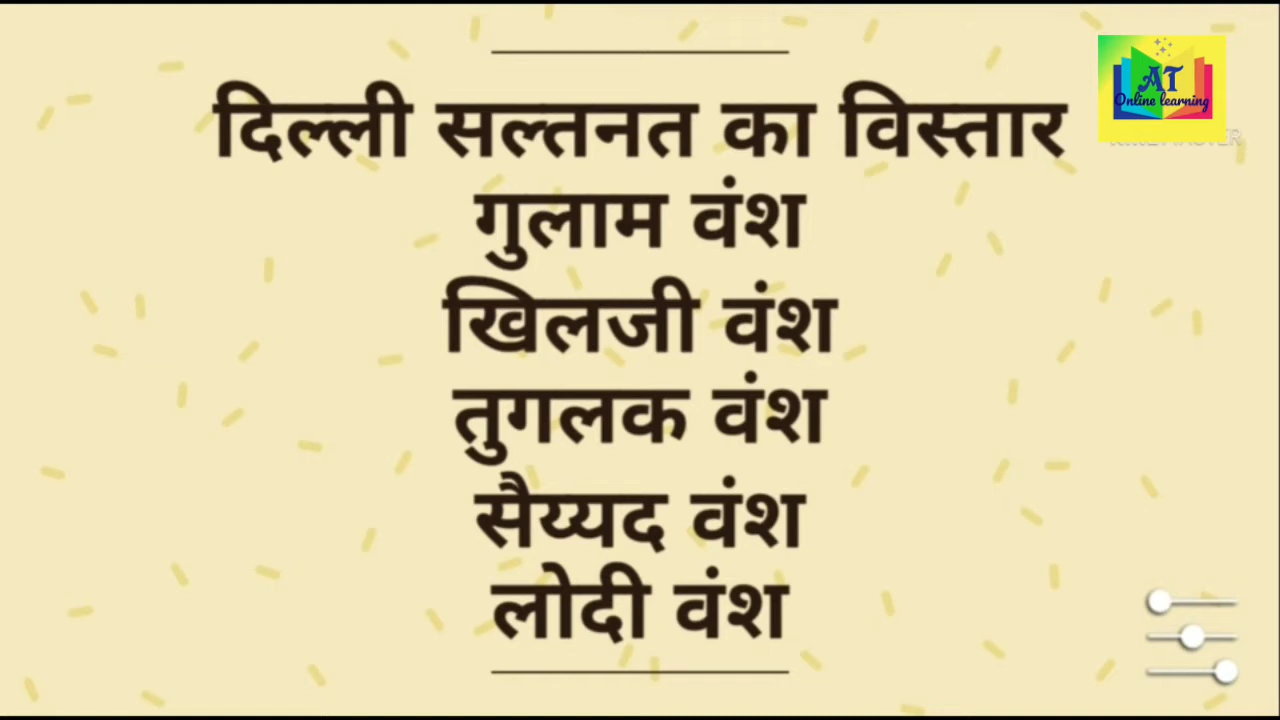 दिल्ली सल्तनत का विस्तार
गुलाम वंश
खिलजी वंश
तुगलक वंश
सैय्यद वंश
लोदी वंश
AT
Online learning